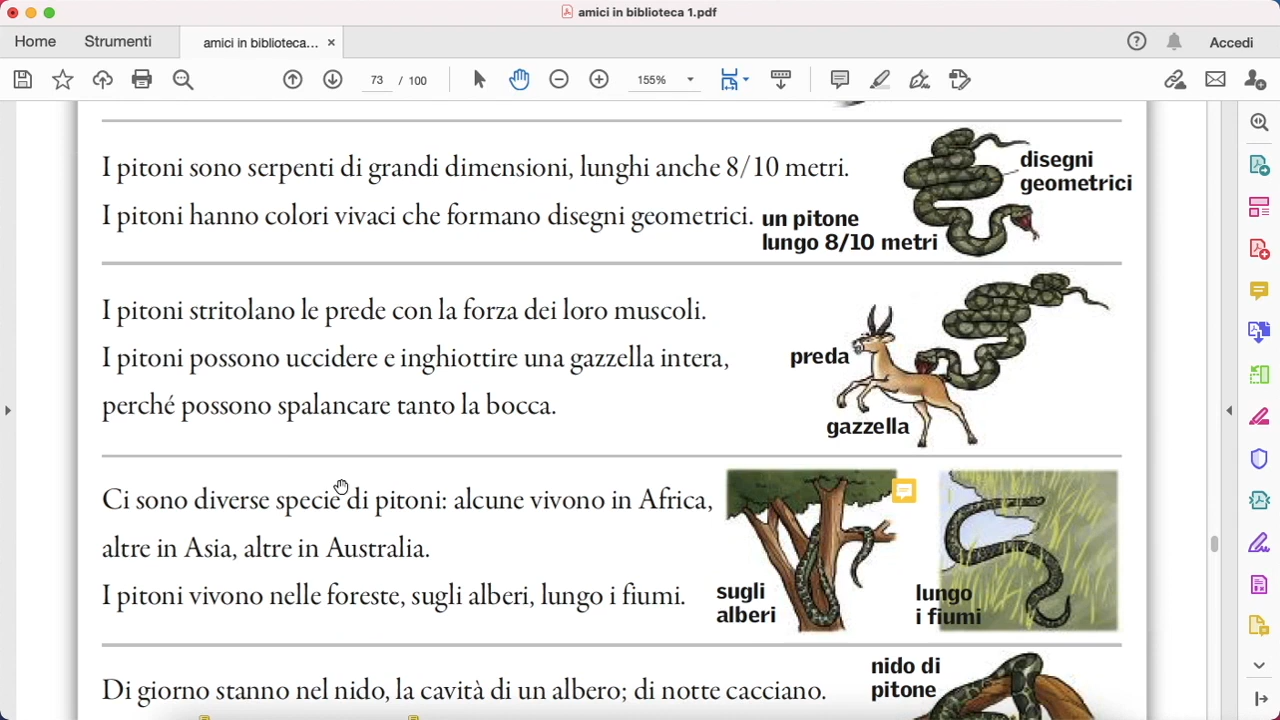 amici in biblioteca 1.pdf
Home Strumenti amici in biblioteca... × Accedi
73 / 100 155%
I pitoni sono serpenti di grandi dimensioni, lunghi anche 8/10 metri.
I pitoni hanno colori vivaci che formano disegni geometrici.
disegni
geometrici
un pitone
lungo 8/10 metri
I pitoni stritolano le prede con la forza dei loro muscoli.
I pitoni possono uccidere e inghiottire una gazzella intera,
perché possono spalancare tanto la bocca.
preda
gazzella
Ci sono diverse specie di pitoni: alcune vivono in Africa,
altre in Asia, altre in Australia.
I pitoni vivono nelle foreste, sugli alberi, lungo i fiumi.
sugli
alberi
lungo
i fiumi
Di giorno stanno nel nido, la cavità di un albero; di notte cacciano.
nido di
pitone